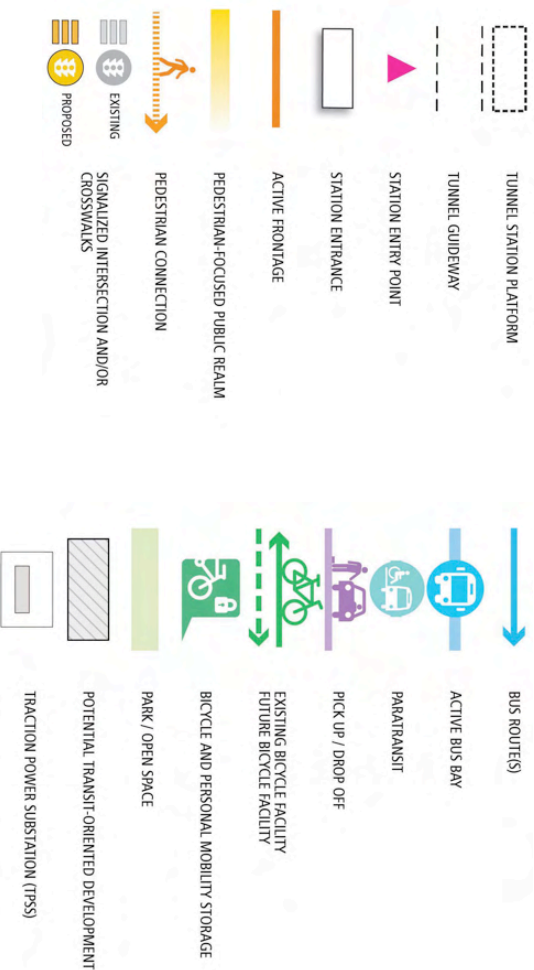 TUNNEL STATION PLATFORM
TUNNEL GUIDEWAY
STATION ENTRY POINT
STATION ENTRANCE
ACTIVE FRONTAGE
PEDESTRIAN-FOCUSED PUBLIC REALM
PEDESTRIAN CONNECTION
EXISTING
PROPOSED
SIGNALIZED INTERSECTION AND/OR
CROSSWALKS
BUS ROUTE(S)
ACTIVE BUS BAY
PARATRANSIT
PICK UP / DROP OFF
EXISTING BICYCLE FACILITY
FUTURE BICYCLE FACILITY
BICYCLE AND PERSONAL MOBILITY STORAGE
PARK / OPEN SPACE
POTENTIAL TRANSIT-ORIENTED DEVELOPMENT
TRACTION POWER SUBSTATION (TPSS)